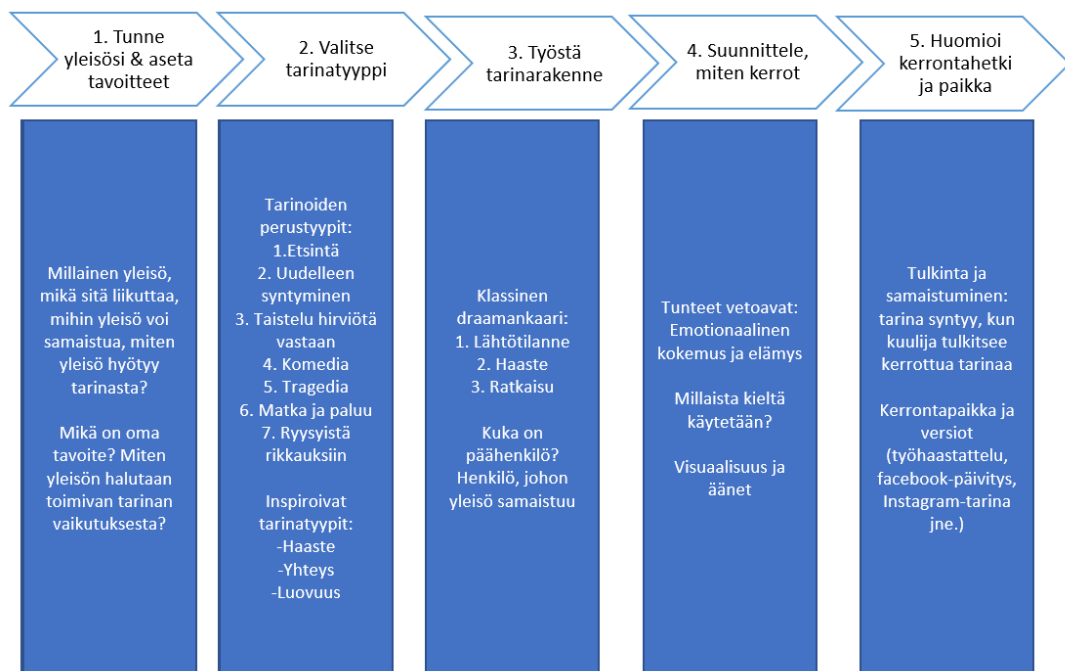 1. Tunne
yleisösi & aseta
tavoitteet
2. Valitse
tarinatyyppi
3. Työstä
tarinarakenne
4. Suunnittele,
miten kerrot
5. Huomioi
kerrontahetki
ja paikka
Millainen yleisö,
mikä sitä liikuttaa,
mihin yleisö voi
samaistua, miten
yleisö hyötyy
tarinasta?
Mikä on oma
tavoite? Miten
yleisön halutaan
toimivan tarinan
vaikutuksesta?
Tarinoiden
perustyypit:
1.Etsintä
2. Uudelleen
syntyminen
3. Taistelu hirviötä
vastaan
4. Komedia
5. Tragedia
6. Matka ja paluu
7. Ryysyistä
rikkauksiin
Inspiroivat
tarinatyypit:
-Haaste
-Yhteys
-Luovuus
Klassinen
draamankaari:
1. Lähtötilanne
2. Haaste
3. Ratkaisu
Kuka on
päähenkilö?
Henkilö, johon
yleisö samaistuu
Tunteet vetoavat:
Emotionaalinen
kokemus ja elämys
Millaista kieltä
käytetään?
Visuaalisuus ja
äänet
Tulkinta ja
samaistuminen:
tarina syntyy, kun
kuulija tulkitsee
kerrottua tarinaa
Kerrontapaikka ja
versiot
(työhaastattelu,
facebook-päivitys,
Instagram-tarina
jne.)